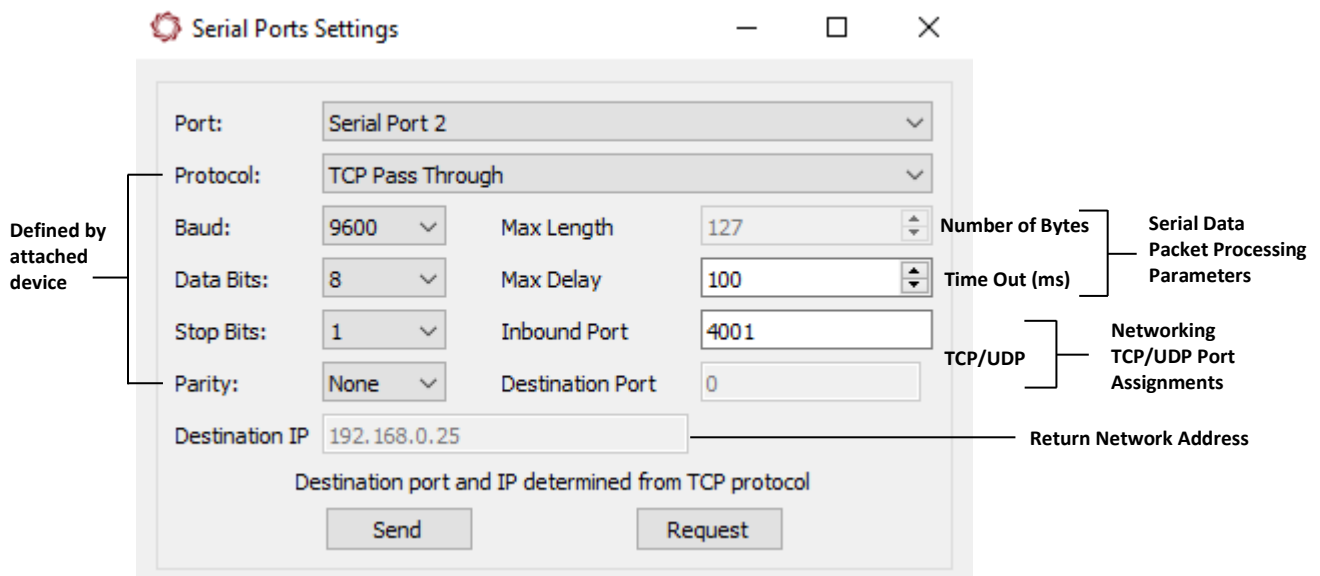 Serial Ports Settings
Port: Serial Port 2
Protocol: TCP Pass Through
Defined by
attached
device
Baud: 9600 Max Length 127 Number of Bytes
Data Bits: 8 Max Delay 100 Time Out (ms)
Serial Data
Packet Processing
Parameters
Stop Bits: 1 Inbound Port 4001
TCP/UDP
Parity: None Destination Port 0
Networking
TCP/UDP Port
Assignments
Destination IP 192.168.0.25 Return Network Address
Destination port and IP determined from TCP protocol
Send Request